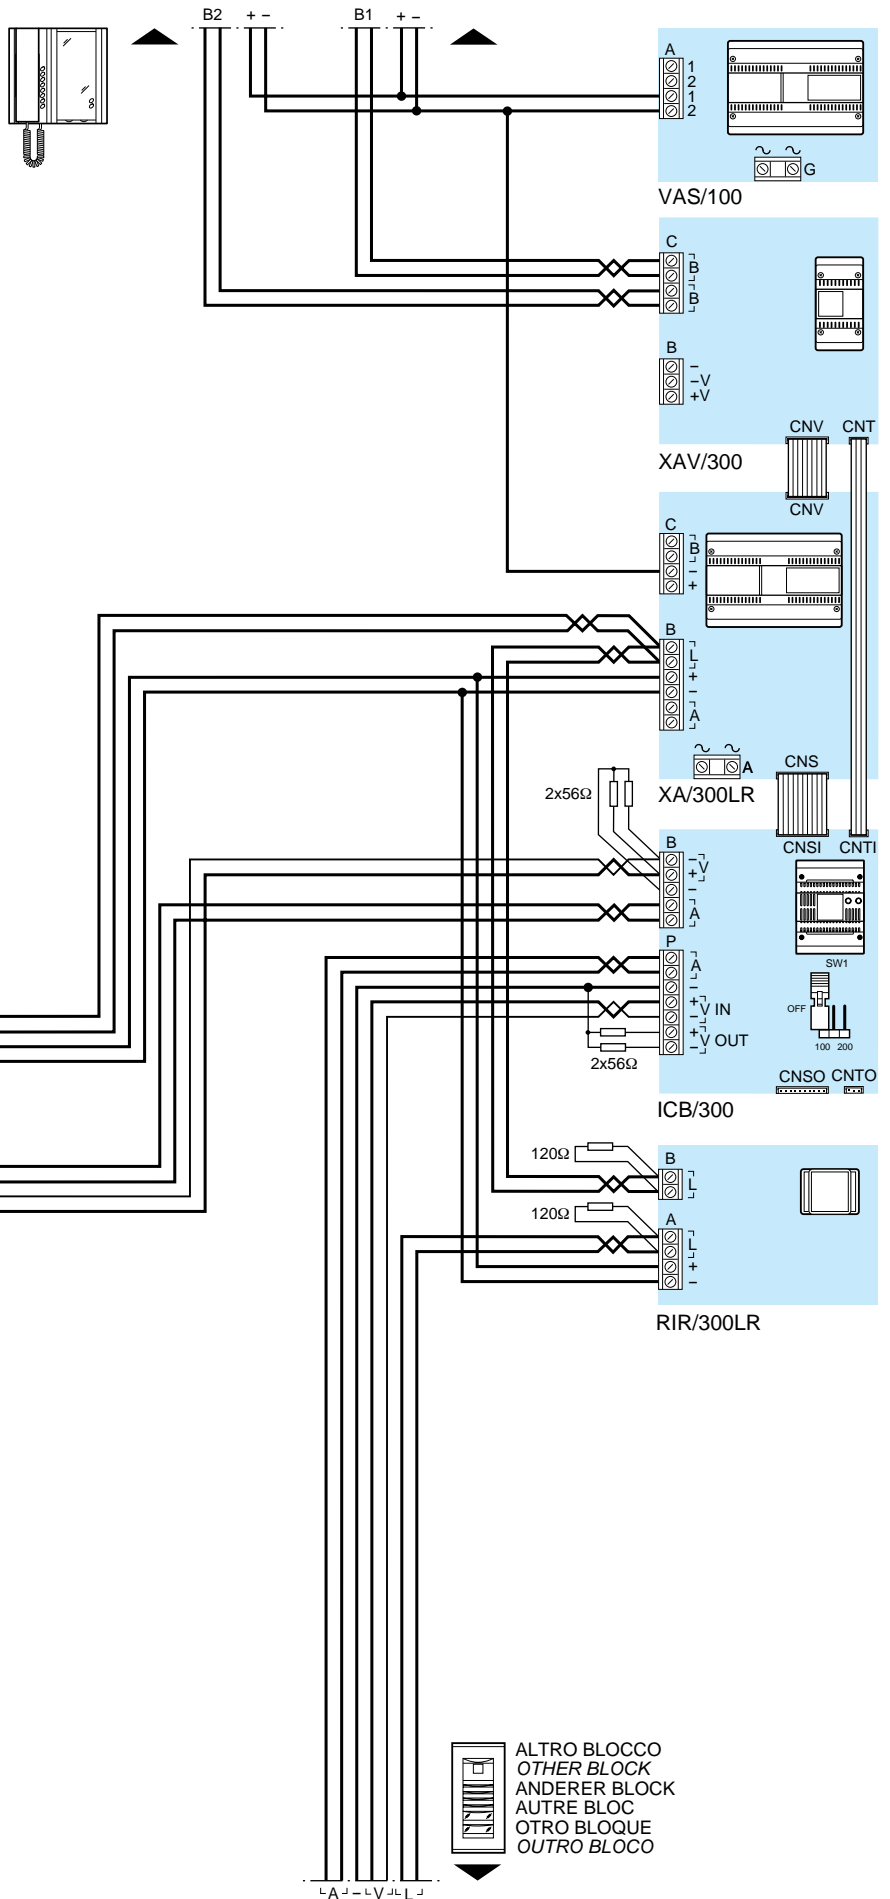 B2 + − B1 + −
A
1
2
1
2
G
VAS/100
C
B
B
B
−
−V
+V
CNV CNT
XAV/300
CNV
C
B
−
+
B
L
+
−
A
A
CNS
XA/300LR
2x56Ω
CNSI CNTI
B
−
+
V
−
A
P
A
−
+
−
V IN
+
−
V OUT
2x56Ω
SW1
OFF
100 200
CNSO CNTO
ICB/300
120Ω
B
L
120Ω
A
L
+
−
RIR/300LR
ALTRO BLOCCO
OTHER BLOCK
ANDERER BLOCK
AUTRE BLOC
OTRO BLOQUE
OUTRO BLOCO
A − V L